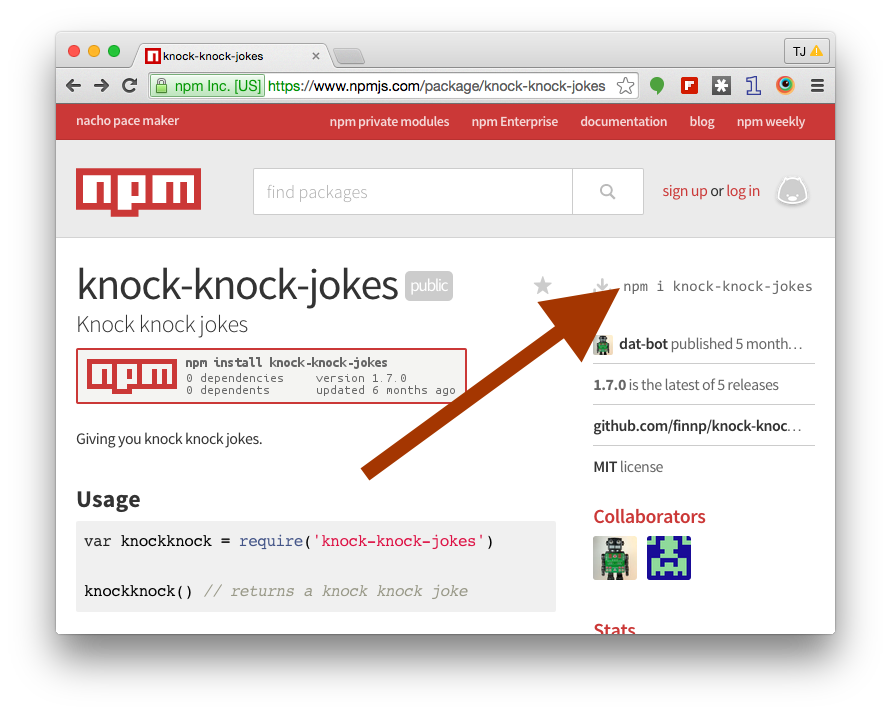 knock-knock-jokes
TJ
npm Inc. [US] https://www.npmjs.com/package/knock-knock-jokes
1
nacho pace maker npm private modules npm Enterprise documentation blog npm weekly
npm find packages sign up or log in
knock-knock-jokes public npm i knock-knock-jokes
Knock knock jokes
dat-bot published 5 month…
npm npm install knock-knock-jokes
0 dependencies version 1.7.0
0 dependents updated 6 months ago
1.7.0 is the latest of 5 releases
github.com/finnp/knock-knoc…
Giving you knock knock jokes.
MIT license
Usage
Collaborators
var knockknock = require('knock-knock-jokes')
knockknock() // returns a knock knock joke
Stats